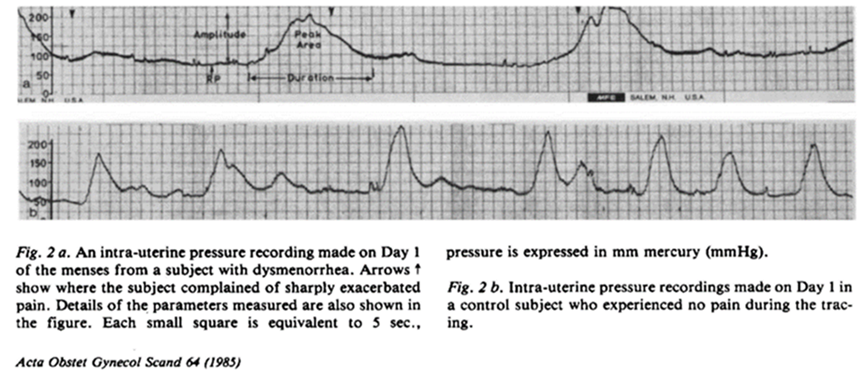 200
150
100
50
0
a
Amplitude
Peak
Area
RP
Duration
SALEM, N.H. U.S.A.
200
150
100
50
0
b
Fig. 2 a. An intra-uterine pressure recording made on Day 1
of the menses from a subject with dysmenorrhea. Arrows ↑
show where the subject complained of sharply exacerbated
pain. Details of the parameters measured are also shown in
the figure. Each small square is equivalent to 5 sec.,
pressure is expressed in mm mercury (mmHg).
Fig. 2 b. Intra-uterine pressure recordings made on Day 1 in
a control subject who experienced no pain during the trac-
ing.
Acta Obstet Gynecol Scand 64 (1985)